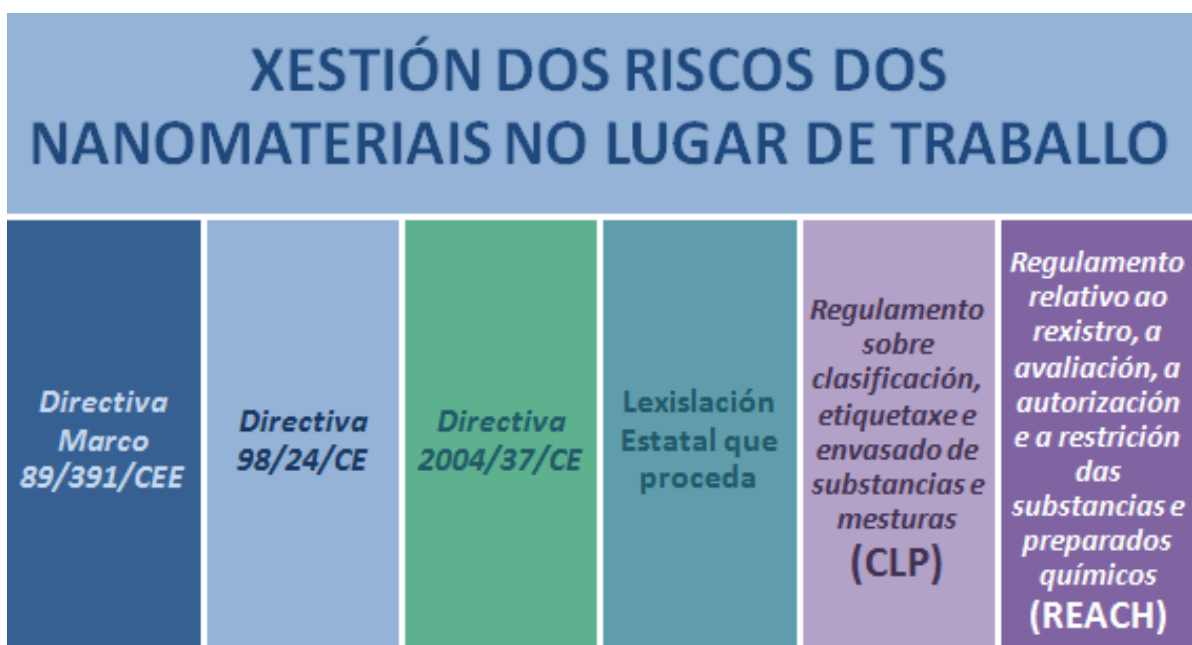 XESTIÓN DOS RISCOS DOS
NANOMATERIAIS NO LUGAR DE TRABALLO
Directiva
Marco
89/391/CEE
Directiva
98/24/CE
Directiva
2004/37/CE
Lexislación
Estatal que
proceda
Regulamento
sobre
clasificación,
etiquetaxe e
envasado de
substancias e
mesturas
(CLP)
Regulamento
relativo ao
rexistro, a
avaliación, a
autorización
e a restrición
das
substancias e
preparados
químicos
(REACH)